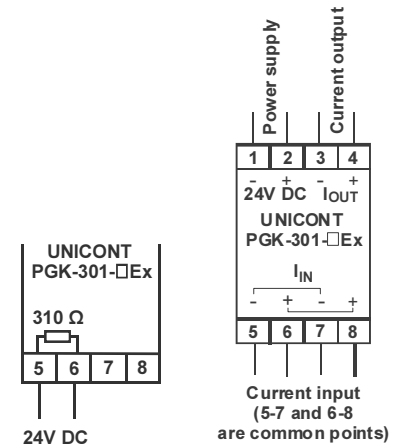 UNICONT
PGK-301-□Ex
310 Ω
5 6 7 8
24V DC
Power supply
Current output
1 2 3 4
- + - +
24V DC IOUT
UNICONT
PGK-301-□Ex
IIN
- + - +
5 6 7 8
Current input
(5-7 and 6-8
are common points)